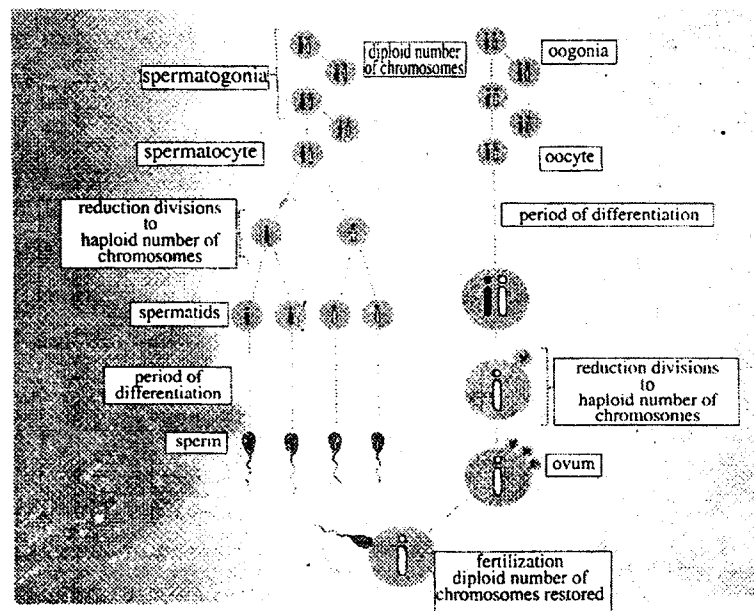 diploid number
of chromosomes
oogonia
spermatogonia
spermatocyte
oocyte
reduction divisions
to
haploid number of
chromosomes
period of differentiation
spermatids
period of
differentiation
reduction divisions
to
haploid number of
chromosomes
sperm
ovum
fertilization
diploid number of
chromosomes restored